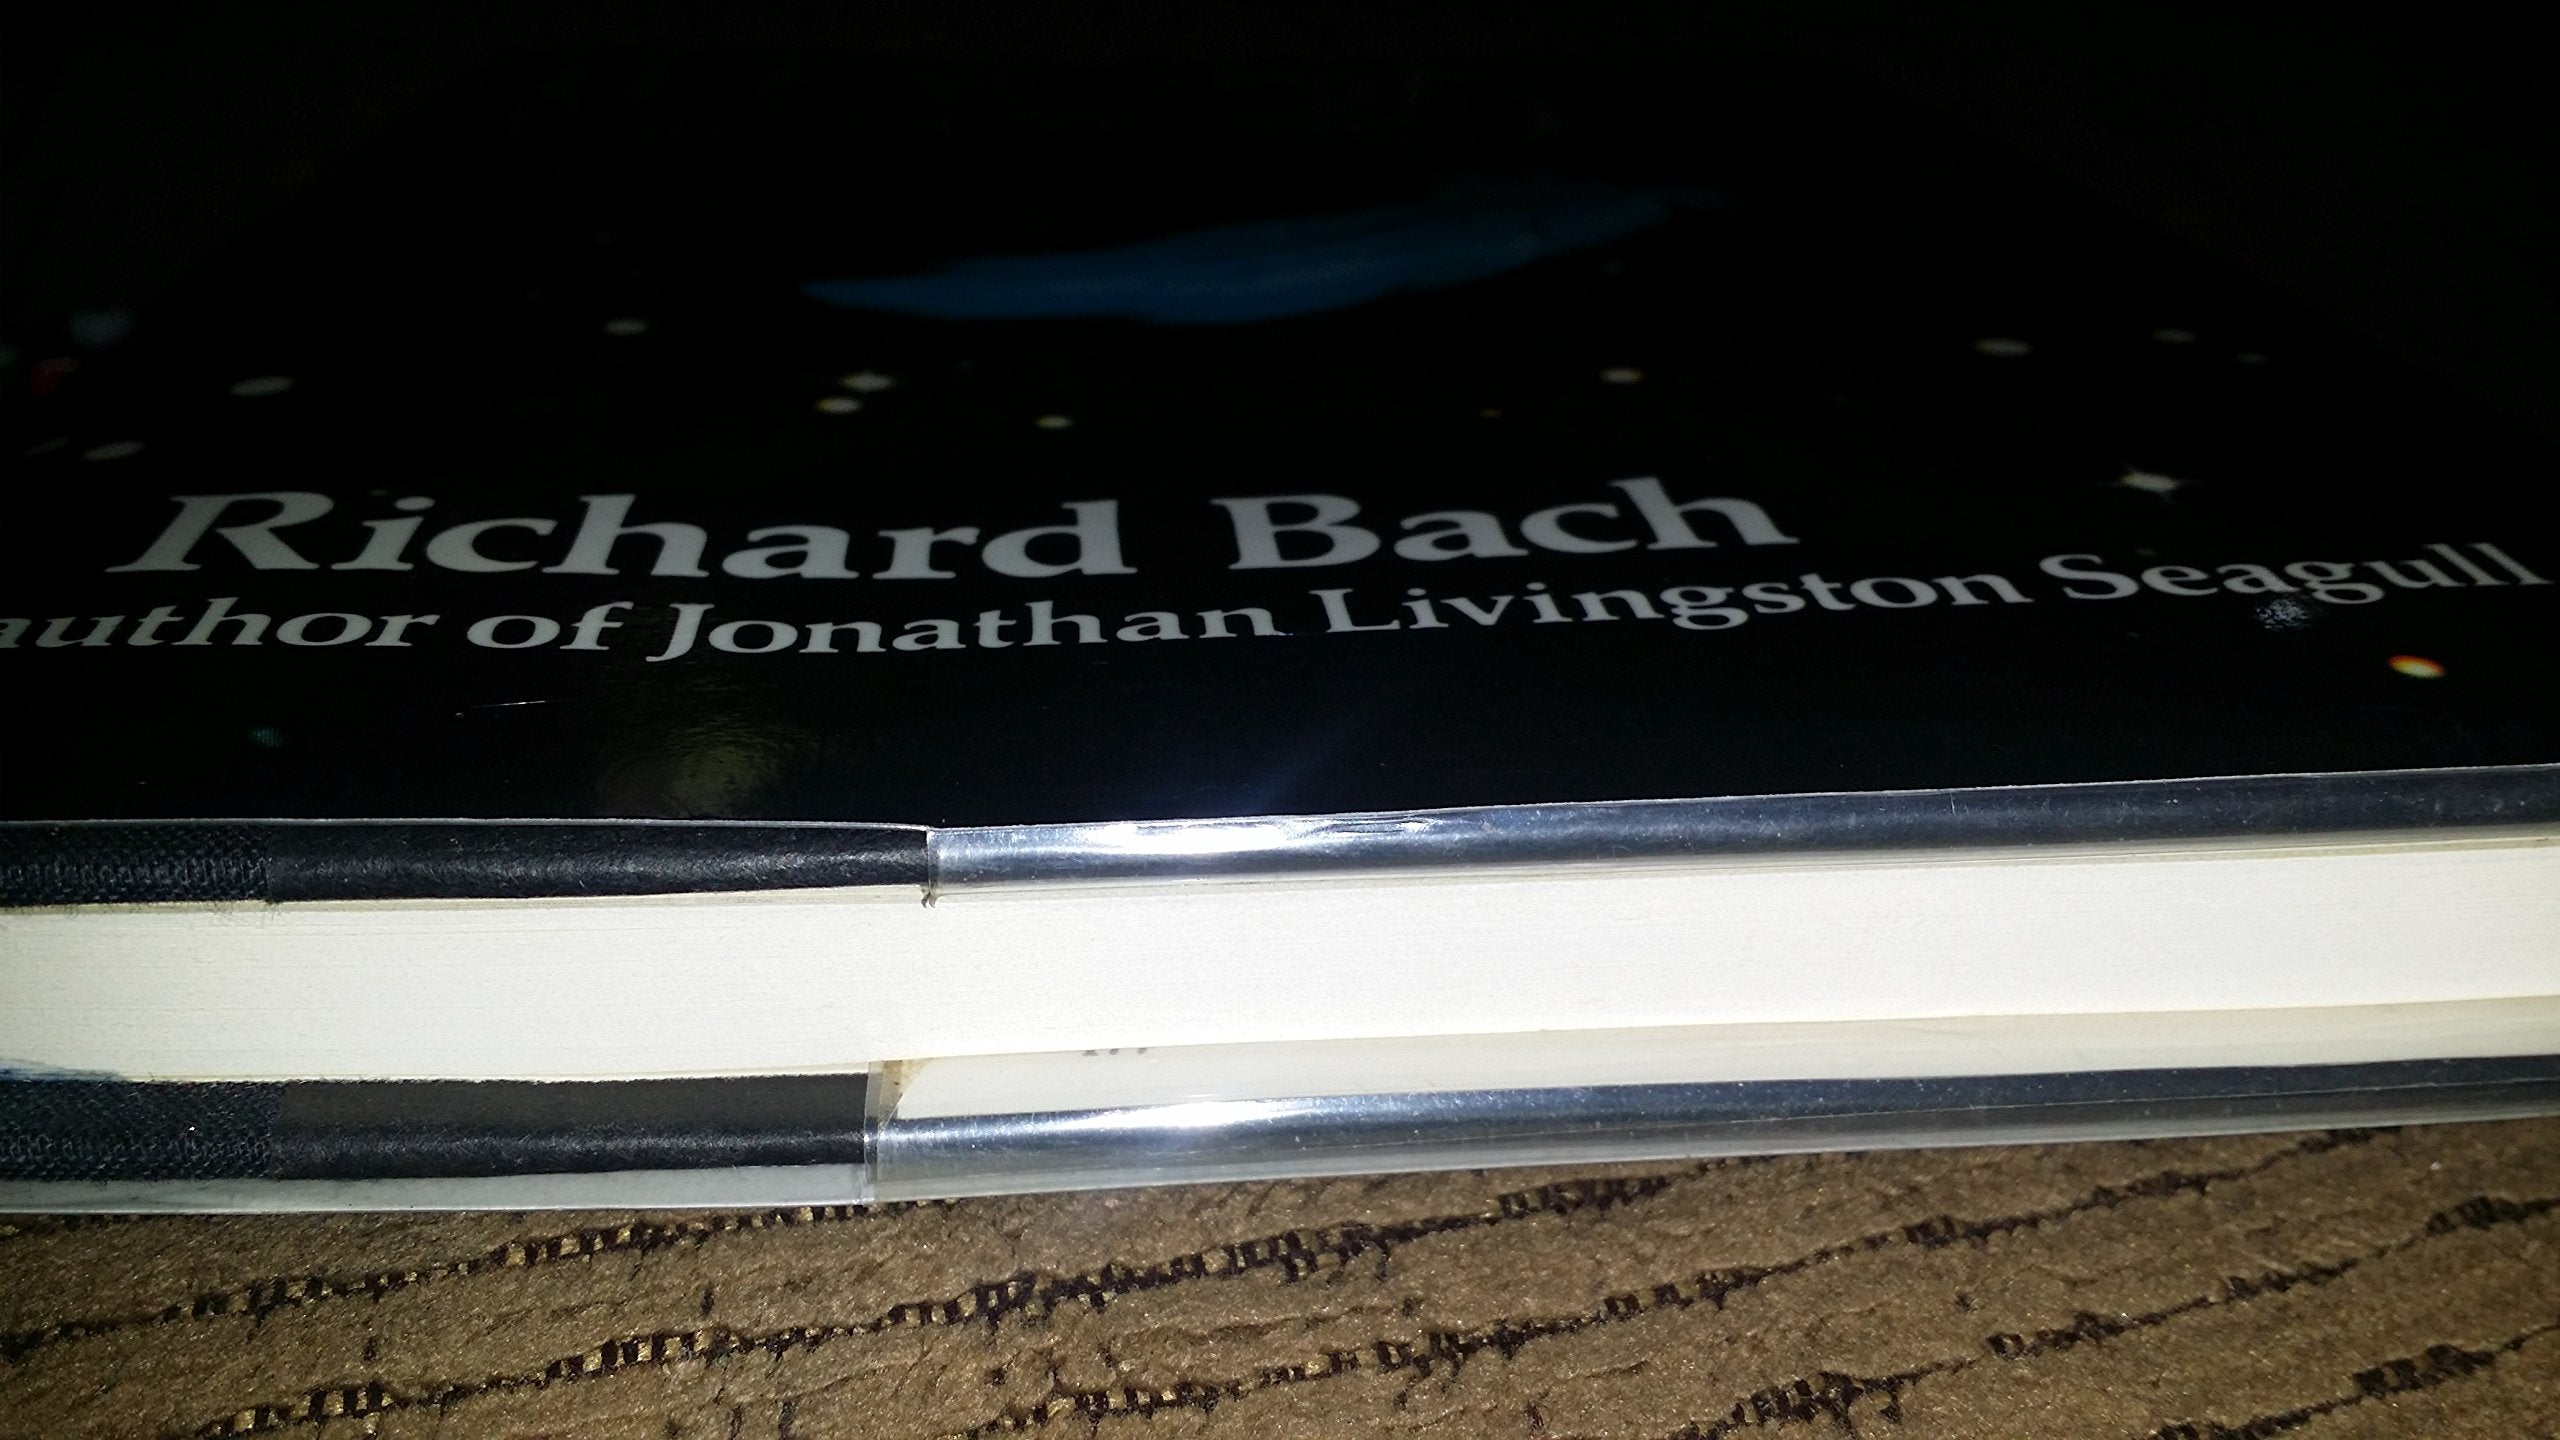 Richard Bach
author of Jonathan Livingston Seagull